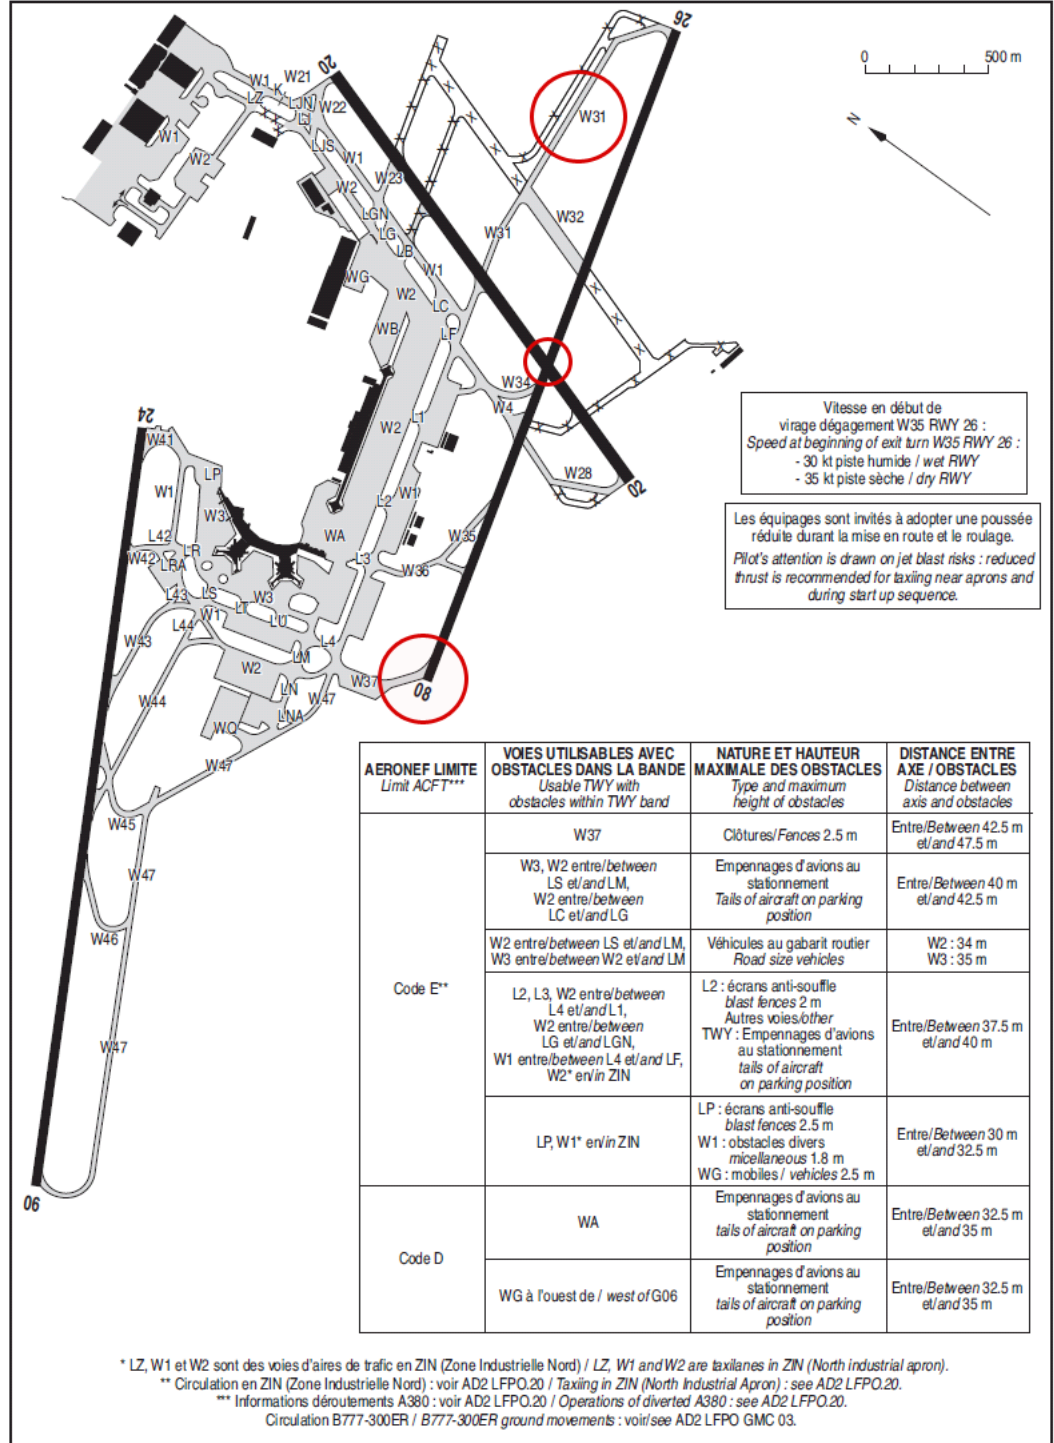 26
20
0 500 m
N
W1
W21
K
LZ
LJN
W22
LJ
W31
W1
W2
LJS
W1
W23
W2
W32
LGN
LG
W31
LB
W1
WG
W2
LC
WB
LF
W34
24
W4
W41
W2
L1
LP
W28
02
W1
W3
L2
W1
WA
W35
L42
LR
W42
LRA
L3
W36
LS
L43
W3
LT
W1
LU
L44
L4
W43
LM
W2
W37
08
LN
W47
W44
LNA
WQ
W47
W45
W47
W46
W47
06
Vitesse en début de
virage dégagement W35 RWY 26 :
Speed at beginning of exit turn W35 RWY 26 :
- 30 kt piste humide / wet RWY
- 35 kt piste sèche / dry RWY
Les équipages sont invités à adopter une poussée
réduite durant la mise en route et le roulage.
Pilot's attention is drawn on jet blast risks : reduced
thrust is recommended for taxiing near aprons and
during start up sequence.
AERONEF LIMITE
Limit ACFT***
VOIES UTILISABLES AVEC
OBSTACLES DANS LA BANDE
Usable TWY with
obstacles within TWY band
NATURE ET HAUTEUR
MAXIMALE DES OBSTACLES
Type and maximum
height of obstacles
DISTANCE ENTRE
AXE / OBSTACLES
Distance between
axis and obstacles
Code E**
W37
Clôtures/Fences 2.5 m
Entre/Between 42.5 m
et/and 47.5 m
W3, W2 entre/between
LS et/and LM,
W2 entre/between
LC et/and LG
Empennages d'avions au
stationnement
Tails of aircraft on parking
position
Entre/Between 40 m
et/and 42.5 m
W2 entre/between LS et/and LM,
W3 entre/between W2 et/and LM
Véhicules au gabarit routier
Road size vehicles
W2 : 34 m
W3 : 35 m
L2, L3, W2 entre/between
L4 et/and L1,
W2 entre/between
LG et/and LGN,
W1 entre/between L4 et/and LF,
W2* en/in ZIN
L2 : écrans anti-souffle
blast fences 2 m
Autres voies/other
TWY : Empennages d'avions
au stationnement
tails of aircraft
on parking position
Entre/Between 37.5 m
et/and 40 m
LP, W1* en/in ZIN
LP : écrans anti-souffle
blast fences 2.5 m
W1 : obstacles divers
micellaneous 1.8 m
WG : mobiles / vehicles 2.5 m
Entre/Between 30 m
et/and 32.5 m
Code D
WA
Empennages d'avions au
stationnement
tails of aircraft on parking
position
Entre/Between 32.5 m
et/and 35 m
WG à l'ouest de / west of G06
Empennages d'avions au
stationnement
tails of aircraft on parking
position
Entre/Between 32.5 m
et/and 35 m
* LZ, W1 et W2 sont des voies d'aires de trafic en ZIN (Zone Industrielle Nord) / LZ, W1 and W2 are taxilanes in ZIN (North industrial apron).
** Circulation en ZIN (Zone Industrielle Nord) : voir AD2 LFPO.20 / Taxiing in ZIN (North Industrial Apron) : see AD2 LFPO.20.
*** Informations déroutements A380 : voir AD2 LFPO.20 / Operations of diverted A380 : see AD2 LFPO.20.
Circulation B777-300ER / B777-300ER ground movements : voir/see AD2 LFPO GMC 03.